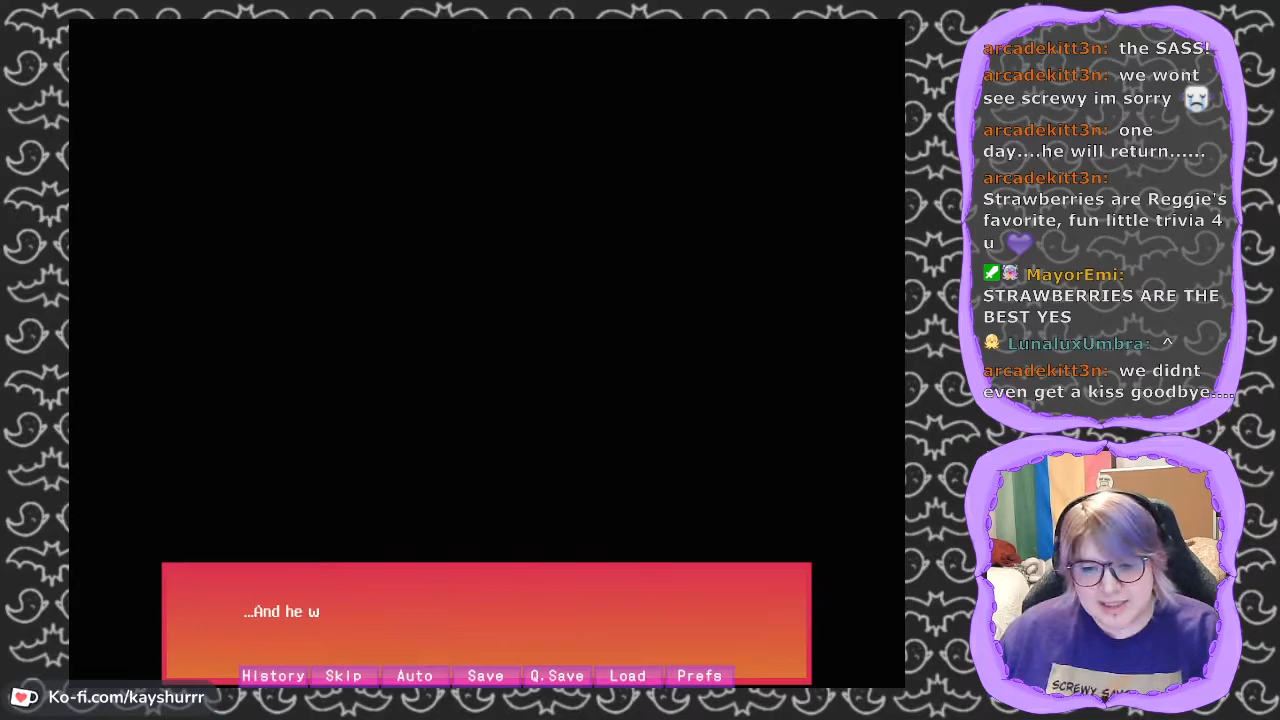 arcadekitt3n: the SASS!
arcadekitt3n: we wont
see screwy im sorry
arcadekitt3n: one
day....he will return......
arcadekitt3n:
Strawberries are Reggie's
favorite, fun little trivia 4
u
MayorEmi:
STRAWBERRIES ARE THE
BEST YES
LunaluxUmbra: ^
arcadekitt3n: we didnt
even get a kiss goodbye....
...And he w
History Skip Auto Save Q.Save Load Prefs
SCREWY
Ko-fi.com/kayshurrr